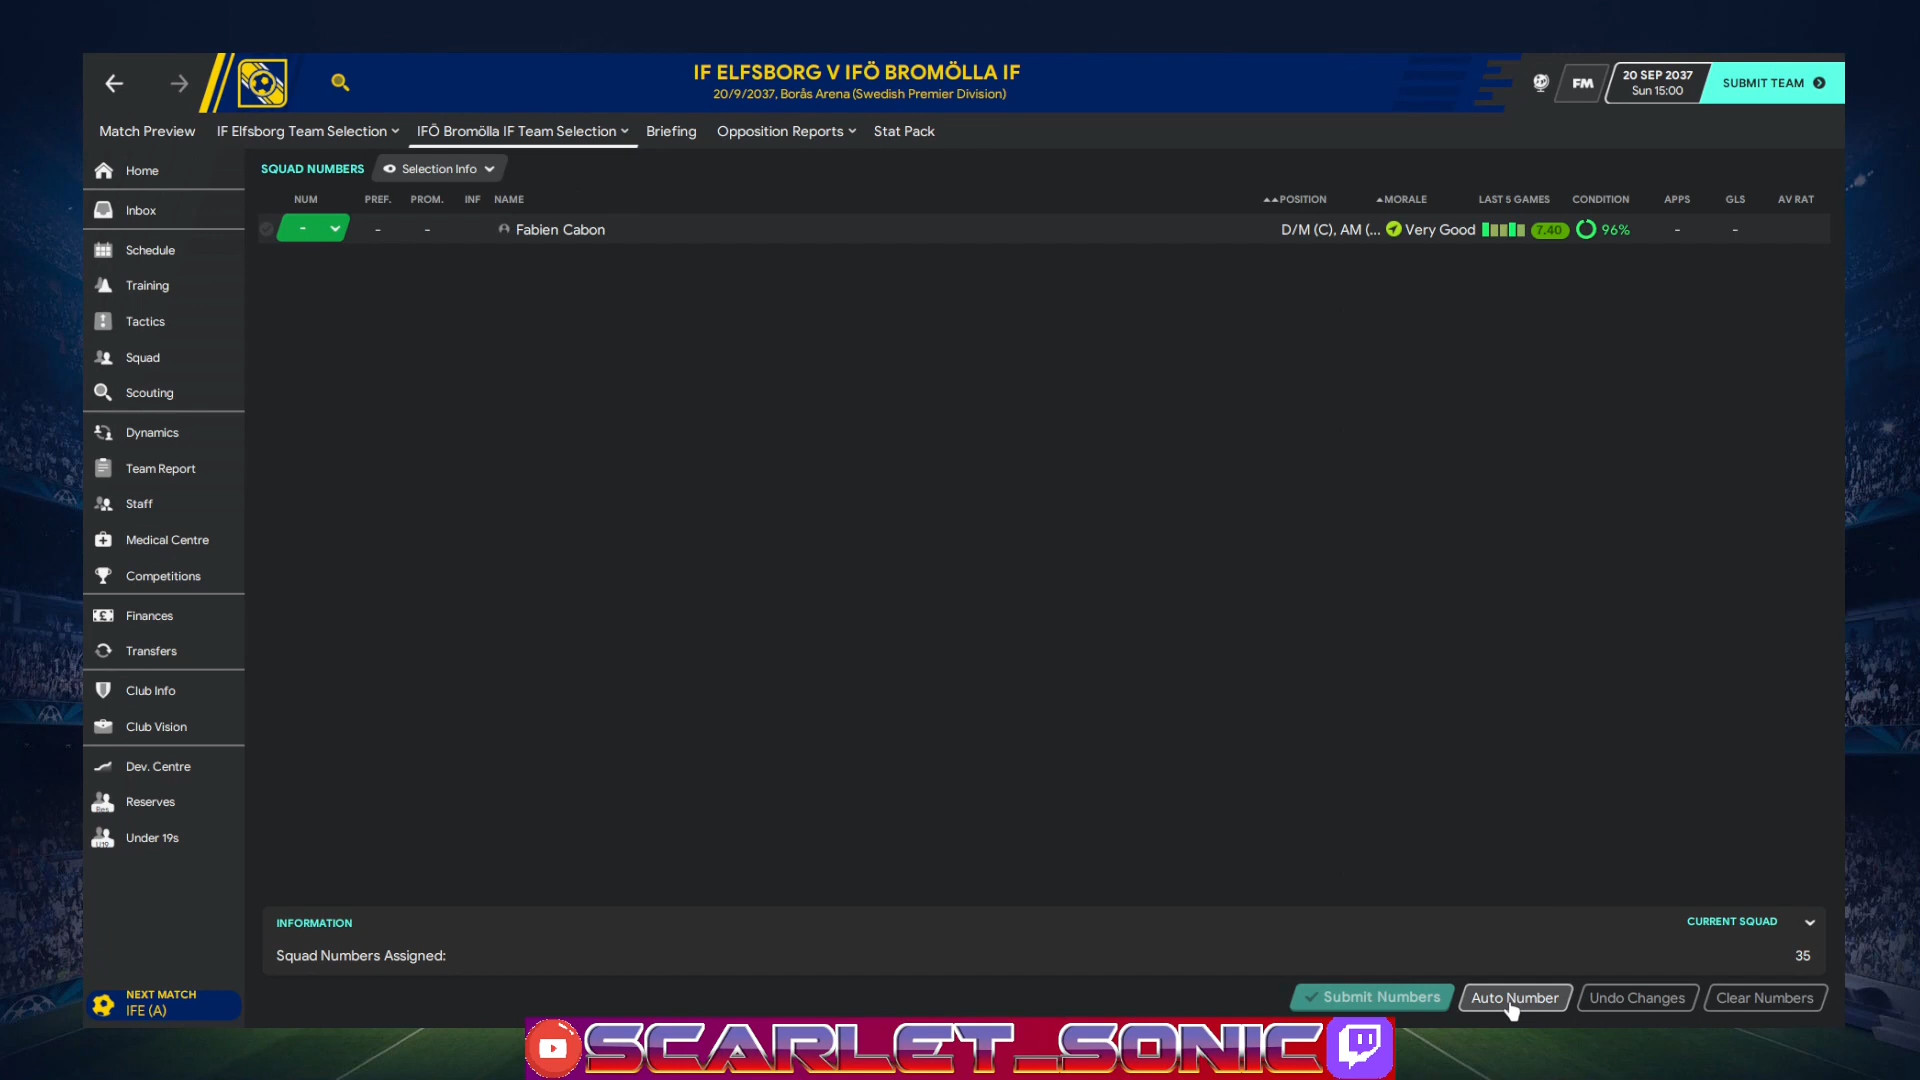 IF ELFSBORG V IFÖ BROMÖLLA IF
20/9/2037, Borås Arena (Swedish Premier Division)
FM
20 SEP 2037
Sun 15:00
SUBMIT TEAM
Match Preview
IF Elfsborg Team Selection
IFÖ Bromölla IF Team Selection
Briefing
Opposition Reports
Stat Pack
Home
Inbox
Schedule
Training
Tactics
Squad
Scouting
Dynamics
Team Report
Staff
Medical Centre
Competitions
Finances
Transfers
Club Info
Club Vision
Dev. Centre
Reserves
Under 19s
NEXT MATCH
IFE (A)
SQUAD NUMBERS
Selection Info
NUM PREF. PROM. INF NAME POSITION MORALE LAST 5 GAMES CONDITION APPS GLS AV RAT
- - - Fabien Cabon D/M (C), AM (... Very Good 7.40 96% - -
INFORMATION
CURRENT SQUAD
Squad Numbers Assigned: 35
Submit Numbers
Auto Number
Undo Changes
Clear Numbers
SCARLET_SONIC